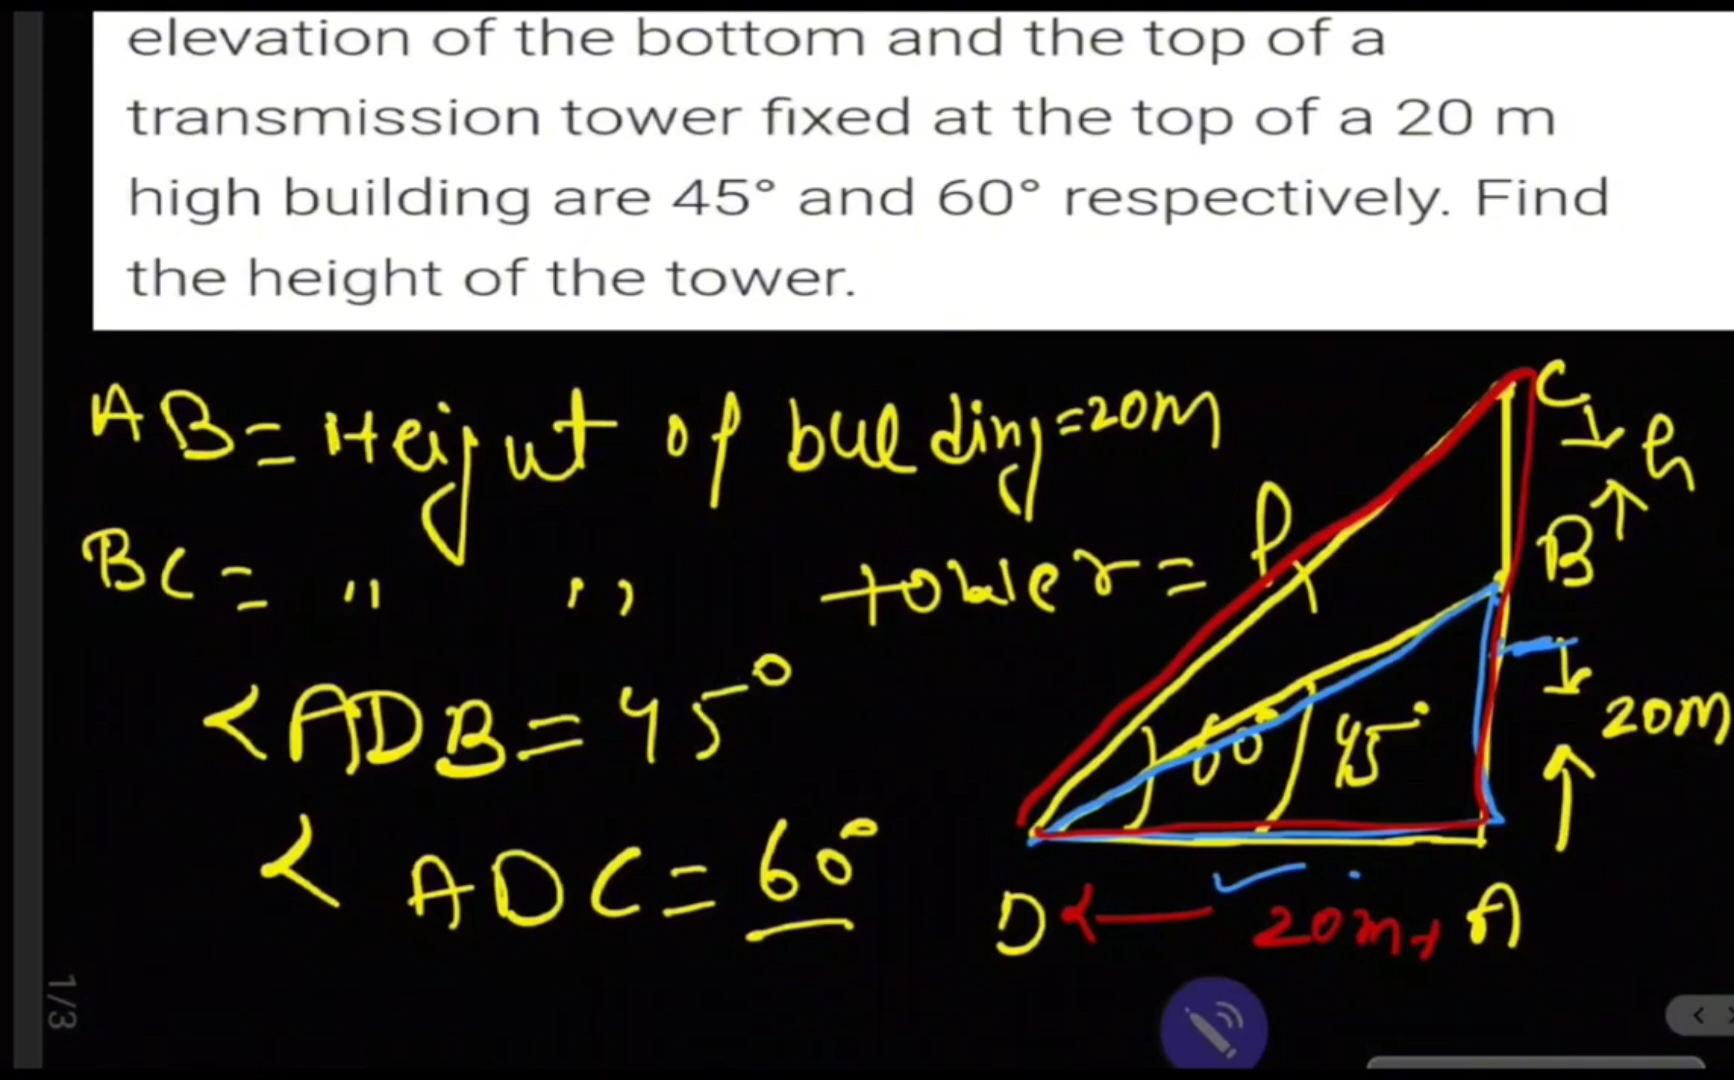 elevation of the bottom and the top of a
transmission tower fixed at the top of a 20 m
high building are 45° and 60° respectively. Find
the height of the tower.
AB = Height of building = 20m
BC = " " tower = h
<ADB = 45°
<ADC = 60°
C
h
B
20m
60°
45°
D
20m
A
1/3